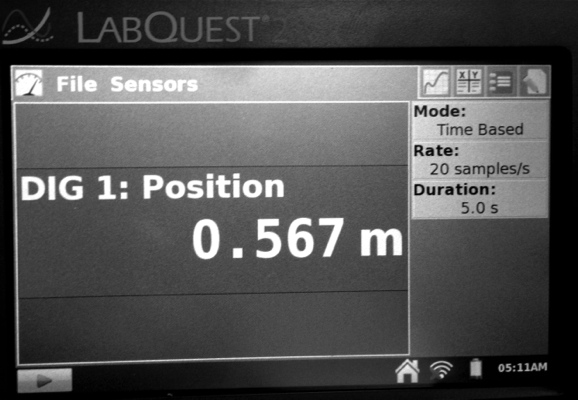 LABQUEST® 2
File Sensors
Mode:
Time Based
Rate:
20 samples/s
Duration:
5.0 s
DIG 1: Position
0.567 m
05:11AM